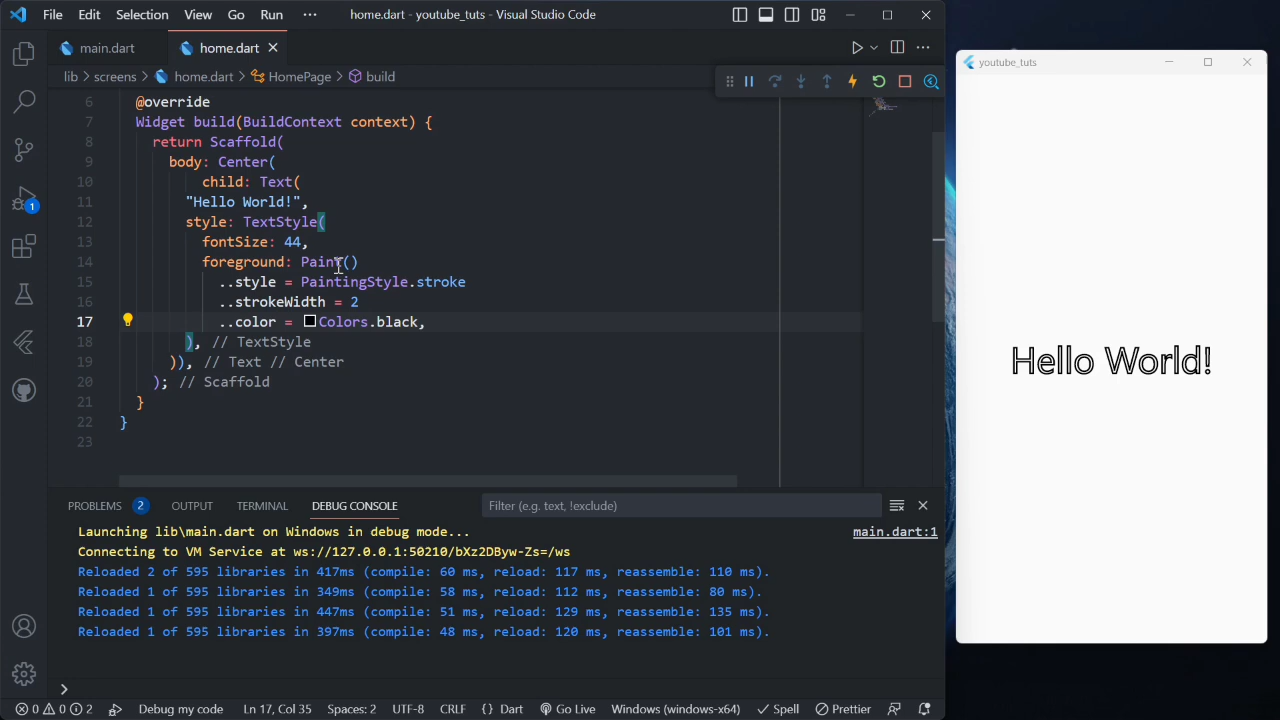 File Edit Selection View Go Run ··· home.dart - youtube_tuts - Visual Studio Code
main.dart home.dart
lib > screens > home.dart > HomePage > build
6 @override
7 Widget build(BuildContext context) {
8 return Scaffold(
9 body: Center(
10 child: Text(
11 "Hello World!",
12 style: TextStyle(
13 fontSize: 44,
14 foreground: Paint()
15 ..style = PaintingStyle.stroke
16 ..strokeWidth = 2
17 ..color = Colors.black,
18 ), // TextStyle
19 )), // Text // Center
20 ); // Scaffold
21 }
22 }
23
1
PROBLEMS 2 OUTPUT TERMINAL DEBUG CONSOLE Filter (e.g. text, !exclude)
Launching lib\main.dart on Windows in debug mode... main.dart:1
Connecting to VM Service at ws://127.0.0.1:50210/bXz2DByw-Zs=/ws
Reloaded 2 of 595 libraries in 417ms (compile: 60 ms, reload: 117 ms, reassemble: 110 ms).
Reloaded 1 of 595 libraries in 349ms (compile: 58 ms, reload: 112 ms, reassemble: 80 ms).
Reloaded 1 of 595 libraries in 447ms (compile: 51 ms, reload: 129 ms, reassemble: 135 ms).
Reloaded 1 of 595 libraries in 397ms (compile: 48 ms, reload: 120 ms, reassemble: 101 ms).
>
0 0 2 Debug my code Ln 17, Col 35 Spaces: 2 UTF-8 CRLF {} Dart Go Live Windows (windows-x64) Spell Prettier
youtube_tuts
Hello World!